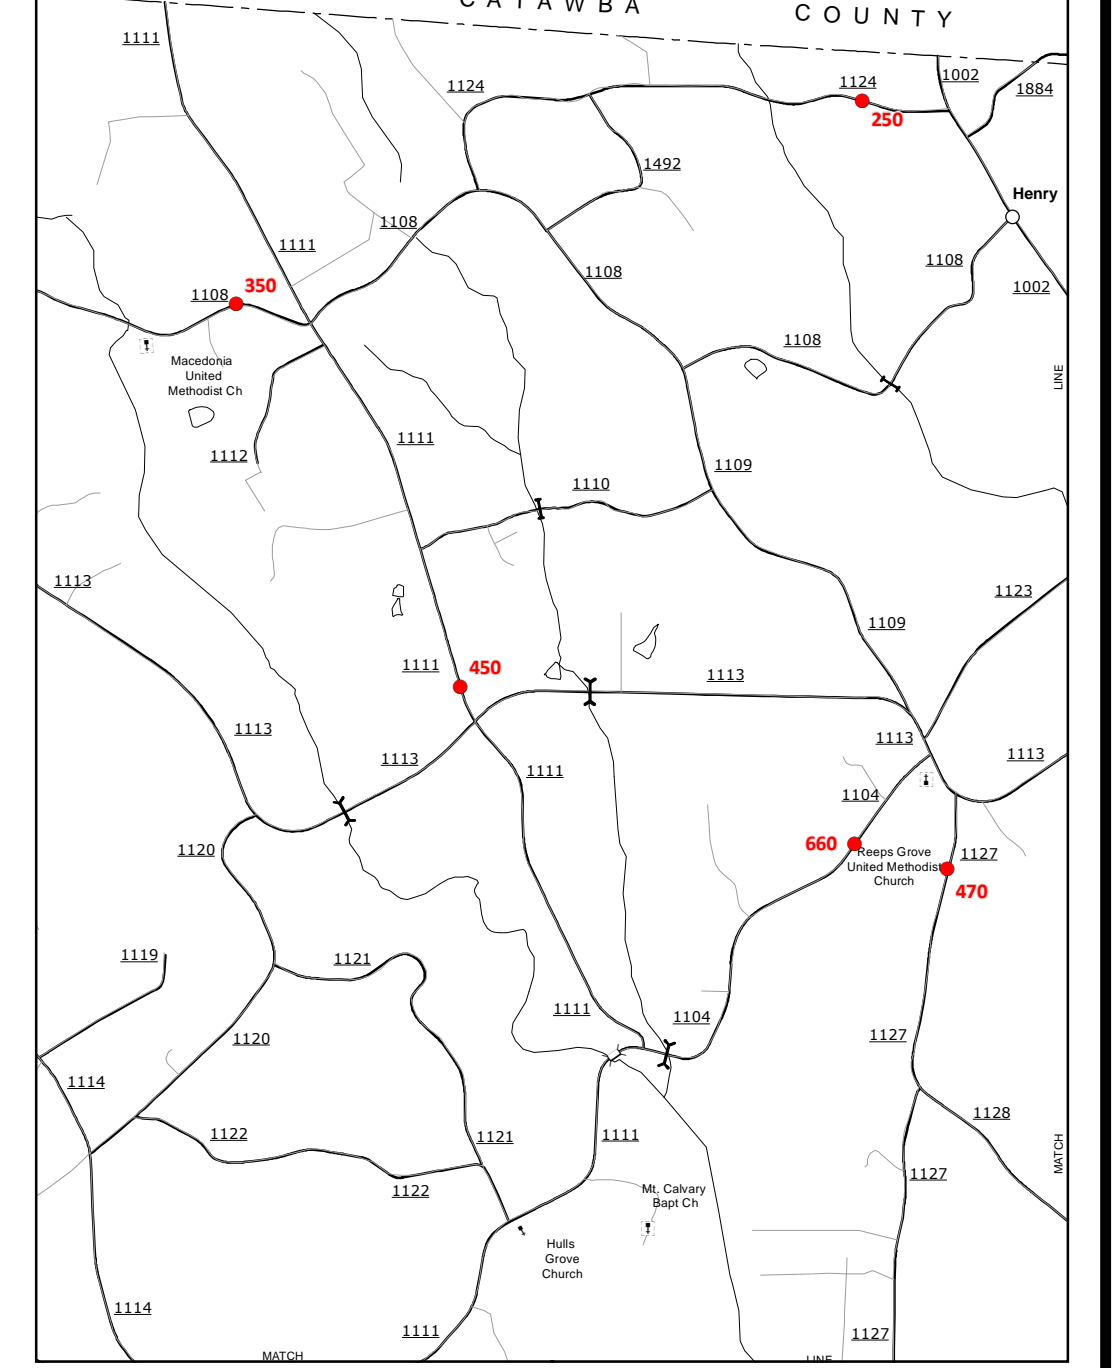 CATAWBA
COUNTY
1111
1124
1124
1002
1884
250
1492
Henry
1108
1111
1108
1108
1002
350
1108
1108
Macedonia
United
Methodist Ch
LINE
1111
1112
1109
1110
1113
1123
1109
450
1111
1113
1113
1113
1113
1113
1111
1104
660
Reeps Grove
United Methodist
Church
1127
470
1120
1119
1121
1111
1104
1120
1127
1114
1128
1122
1121
1111
MATCH
1122
1127
Mt. Calvary
Bapt Ch
Hulls
Grove
Church
1114
1111
1127
MATCH
LINE